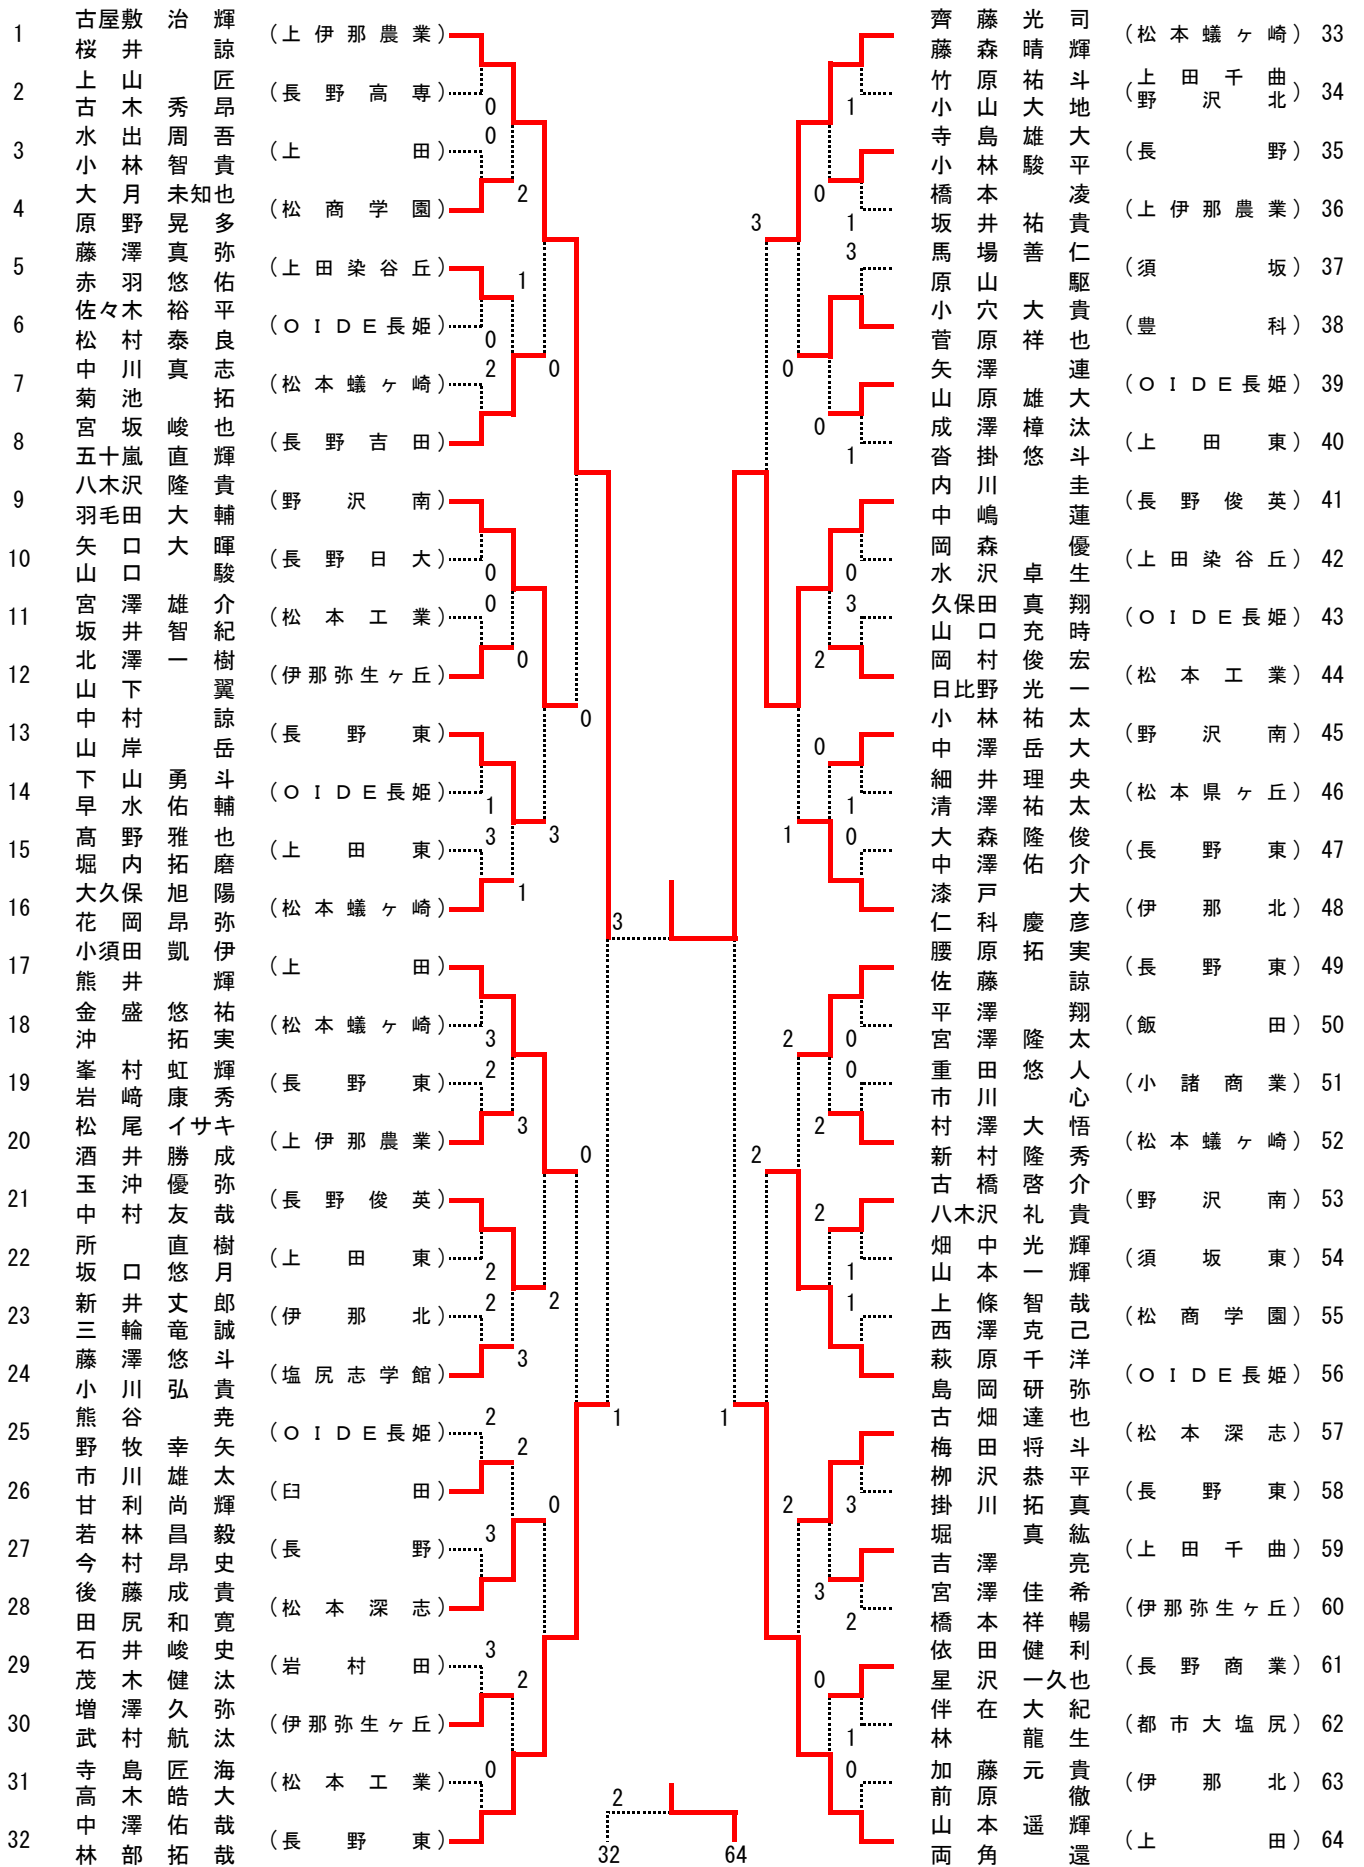 1 古屋敷 治 輝 (上伊那農業)
桜 井 諒
2 上 山 匠 (長野高専)
古 木 秀 昂
3 水 出 周 吾 (上田)
小 林 智 貴
4 大 月 未知也 (松商学園)
原 野 晃 多
5 藤 澤 真 弥 (上田染谷丘)
赤 羽 悠 佑
6 佐々木 裕 平 (ＯＩＤＥ長姫)
松 村 泰 良
7 中 川 真 志 (松本蟻ヶ崎)
菊 池 拓
8 宮 坂 峻 也 (長野吉田)
五十嵐 直 輝
9 八木沢 隆 貴 (野沢南)
羽毛田 大 輔
10 矢 口 大 暉 (長野日大)
山 口 駿
11 宮 澤 雄 介 (松本工業)
坂 井 智 紀
12 北 澤 一 樹 (伊那弥生ヶ丘)
山 下 翼
13 中 村 諒 (長野東)
山 岸 岳
14 下 山 勇 斗 (ＯＩＤＥ長姫)
早 水 佑 輔
15 髙 野 雅 也 (上田東)
堀 内 拓 磨
16 大久保 旭 陽 (松本蟻ヶ崎)
花 岡 昂 弥
17 小須田 凱 伊 (上田)
熊 井 輝
18 金 盛 悠 祐 (松本蟻ヶ崎)
沖 拓 実
19 峯 村 虹 輝 (長野東)
岩 﨑 康 秀
20 松 尾 イサキ (上伊那農業)
酒 井 勝 成
21 玉 沖 優 弥 (長野俊英)
中 村 友 哉
22 所 直 樹 (上田東)
坂 口 悠 月
23 新 井 丈 郎 (伊那北)
三 輪 竜 誠
24 藤 澤 悠 斗 (塩尻志学館)
小 川 弘 貴
25 熊 谷 尭 (ＯＩＤＥ長姫)
野 牧 幸 矢
26 市 川 雄 太 (臼田)
甘 利 尚 輝
27 若 林 昌 毅 (長野)
今 村 昂 史
28 後 藤 成 貴 (松本深志)
田 尻 和 寛
29 石 井 峻 史 (岩村田)
茂 木 健 汰
30 増 澤 久 弥 (伊那弥生ヶ丘)
武 村 航 汰
31 寺 島 匠 海 (松本工業)
高 木 皓 大
32 中 澤 佑 哉 (長野東)
林 部 拓 哉
0
0
2
1
0
2
0
0
0
0
0
1
3
1
3
3
2
3
0
2
2
2
3
2
2
0
3
3
2
0
3
1
2
32
64
1
0
1
3
3
0
0
1
0
3
2
0
1
0
1
2
0
0
2
2
2
1
1
1
2
3
3
2
0
1
0
齊 藤 光 司 (松本蟻ヶ崎) 33
藤 森 晴 輝
竹 原 祐 斗 (上田千曲 野沢北) 34
小 山 大 地
寺 島 雄 大 (長野) 35
小 林 駿 平
橋 本 凌 (上伊那農業) 36
坂 井 祐 貴
馬 場 善 仁 (須坂) 37
原 山 駆
小 穴 大 貴 (豊科) 38
菅 原 祥 也
矢 澤 連 (ＯＩＤＥ長姫) 39
山 原 雄 大
成 澤 樟 汰 (上田東) 40
沓 掛 悠 斗
内 川 圭 (長野俊英) 41
中 嶋 蓮
岡 森 優 (上田染谷丘) 42
水 沢 卓 生
久保田 真 翔 (ＯＩＤＥ長姫) 43
山 口 充 時
岡 村 俊 宏 (松本工業) 44
日比野 光 一
小 林 祐 太 (野沢南) 45
中 澤 岳 大
細 井 理 央 (松本県ヶ丘) 46
清 澤 祐 太
大 森 隆 俊 (長野東) 47
中 澤 佑 介
漆 戸 大 (伊那北) 48
仁 科 慶 彦
腰 原 拓 実 (長野東) 49
佐 藤 諒
平 澤 翔 (飯田) 50
宮 澤 隆 太
重 田 悠 人 (小諸商業) 51
市 川 心
村 澤 大 悟 (松本蟻ヶ崎) 52
新 村 隆 秀
古 橋 啓 介 (野沢南) 53
八木沢 礼 貴
畑 中 光 輝 (須坂東) 54
山 本 一 輝
上 條 智 哉 (松商学園) 55
西 澤 克 己
萩 原 千 洋 (ＯＩＤＥ長姫) 56
島 岡 研 弥
古 畑 達 也 (松本深志) 57
梅 田 将 斗
栁 沢 恭 平 (長野東) 58
掛 川 拓 真
堀 真 紘 (上田千曲) 59
吉 澤 亮
宮 澤 佳 希 (伊那弥生ヶ丘) 60
橋 本 祥 暢
依 田 健 利 (長野商業) 61
星 沢 一久也
伴 在 大 紀 (都市大塩尻) 62
林 龍 生
加 藤 元 貴 (伊那北) 63
前 原 徹
山 本 遥 輝 (上田) 64
両 角 還